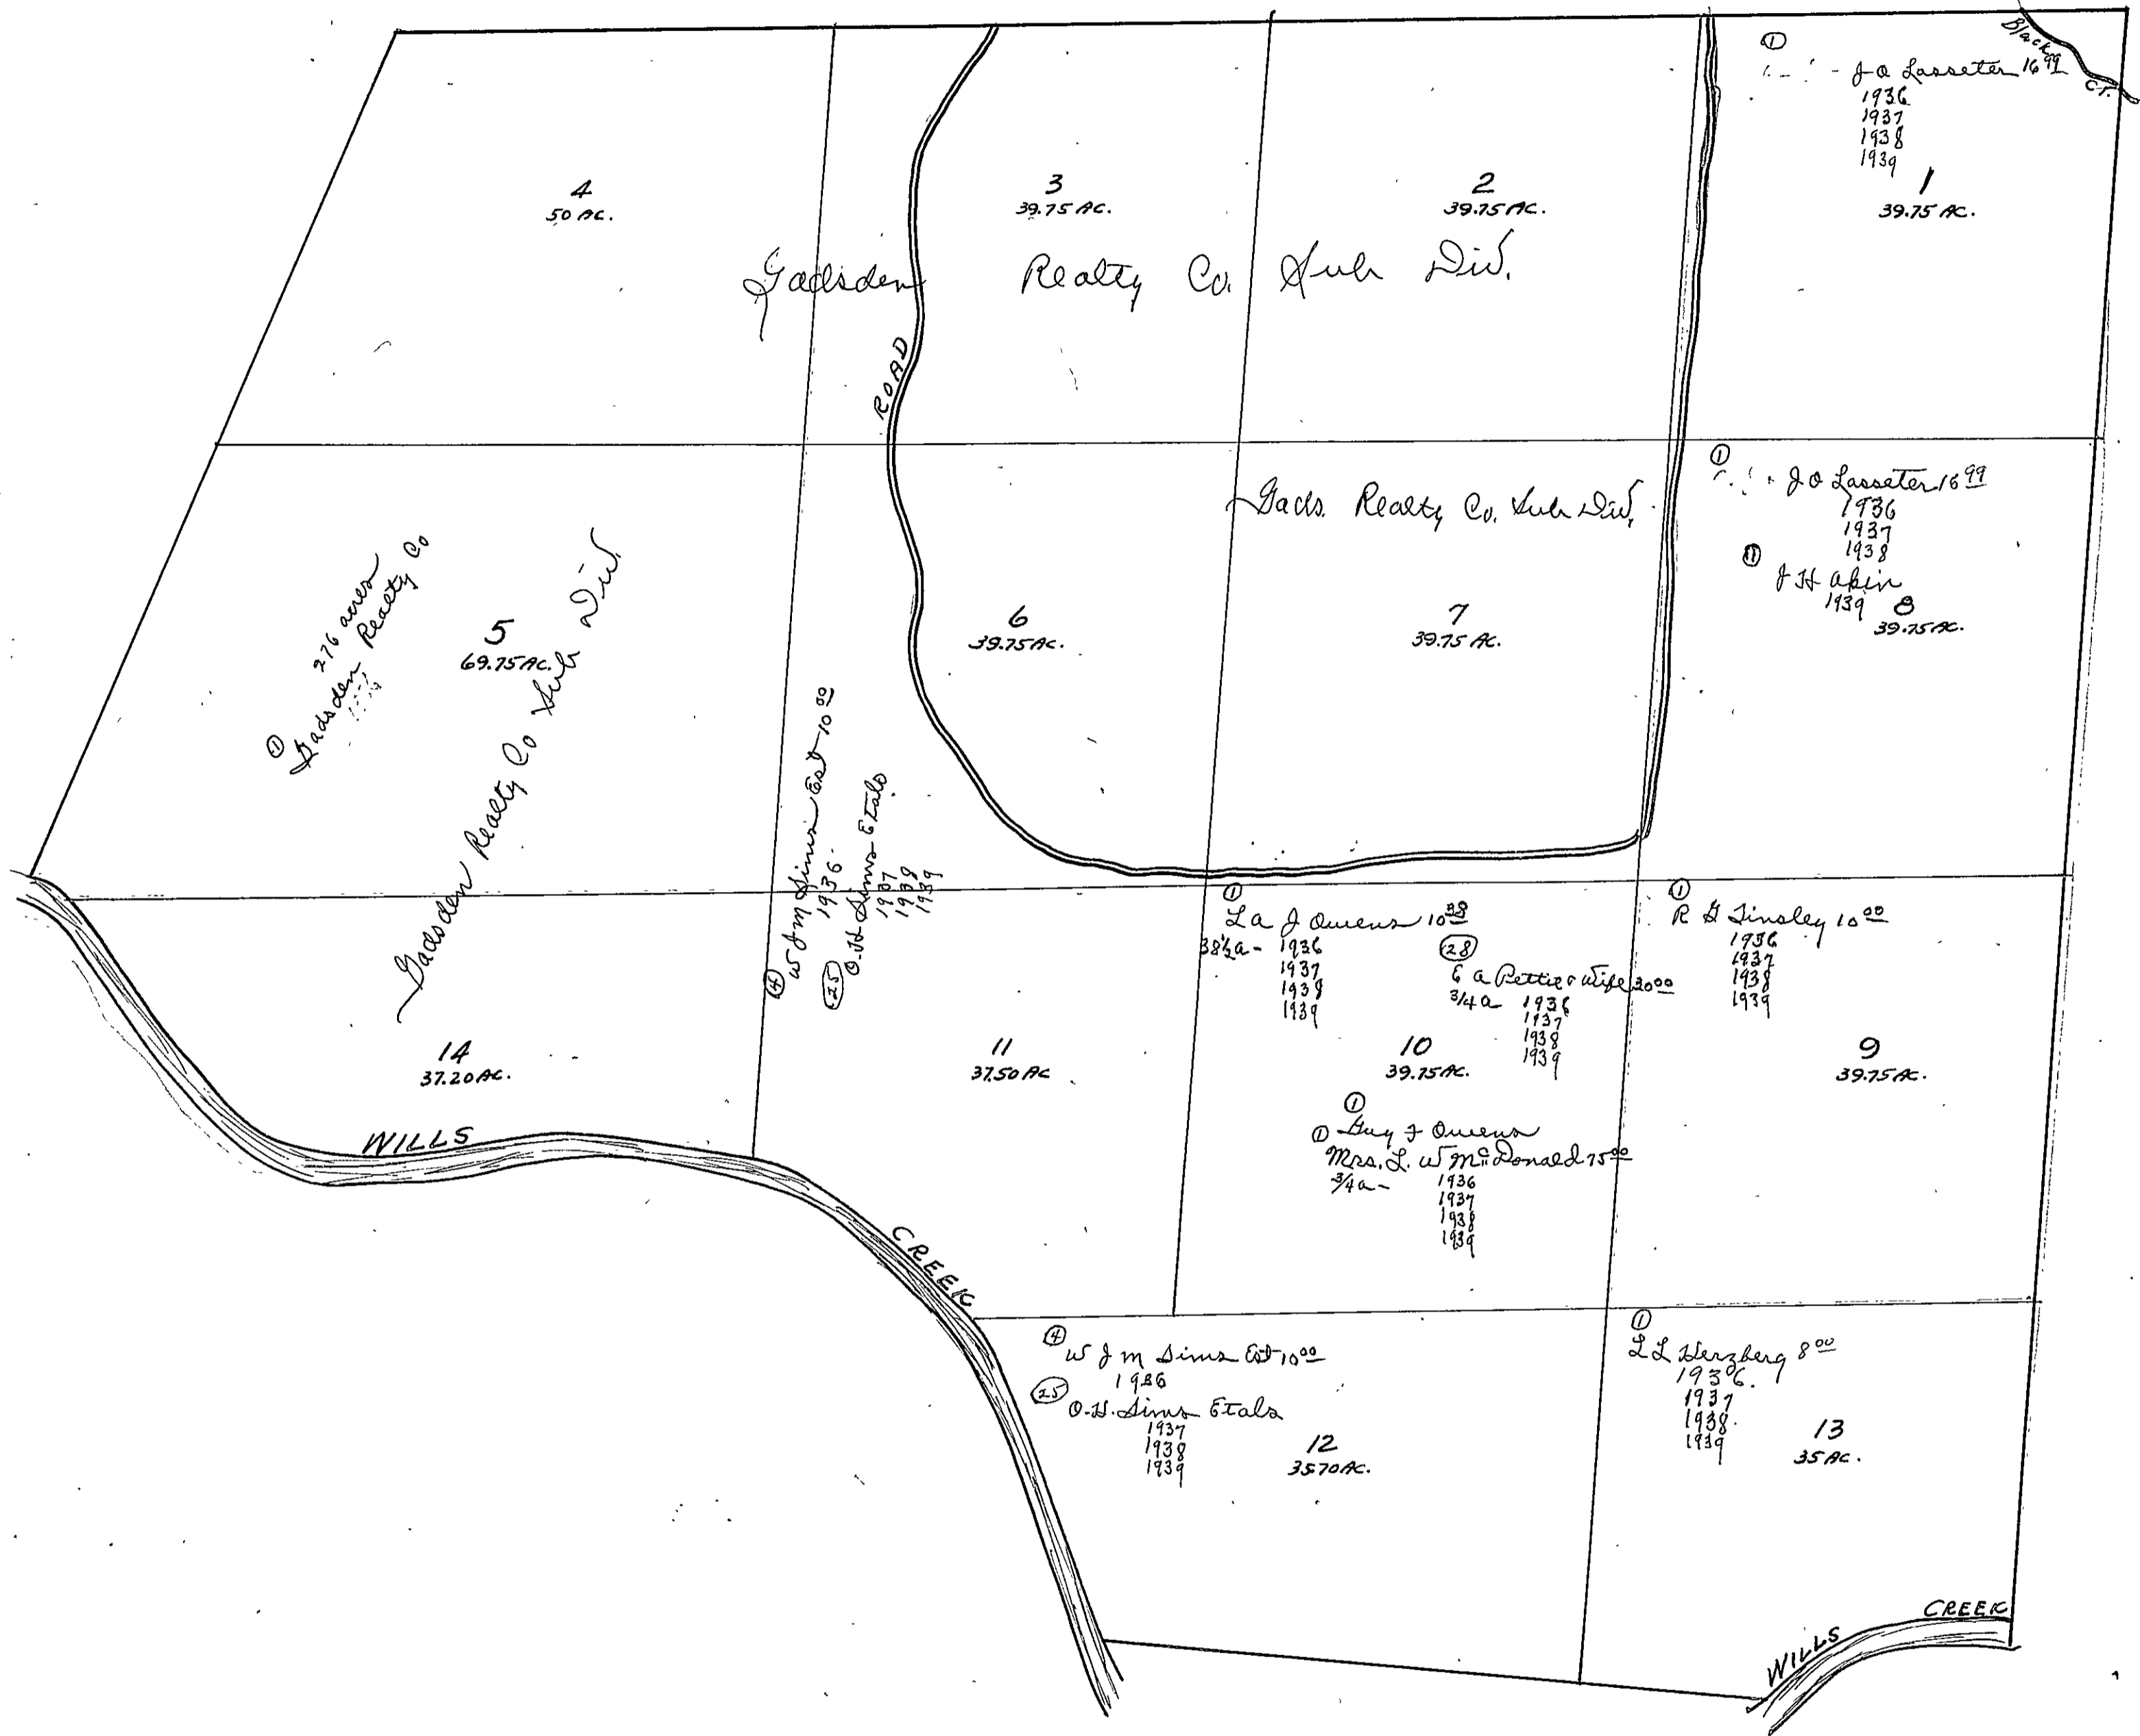 Black
Cr.
①
J O Lasseter 16 99
1936
1937
1938
1939
1
39.75 AC.
2
39.75 AC.
3
39.75 AC.
4
50 AC.
Gadsden Realty Co. Sub Div.
ROAD
①
J O Lasseter 16 99
1936
1937
1938
①
J H Akin
1939
8
39.75 AC.
Gads. Realty Co. Sub Div.
7
39.75 AC.
6
39.75 AC.
5
69.75 AC.
276 acres
① Gadsden Realty Co
Gadsden Realty Co Sub Div.
④ W J M Sims Est 10 00
1936
㉕ O. H. Sims Etals
1937
1938
1939
①
L A J Owens 10 38
38½ a - 1936
1937
1938
1939
㉘
E A Pettie & Wife 20 00
3/4 a 1936
1937
1938
1939
①
R G Tinsley 10 00
1936
1937
1938
1939
14
37.20 AC.
11
37.50 AC
10
39.75 AC.
9
39.75 AC.
①
① Guy J Owens
Mrs. L. W McDonald 75 00
3/4 a - 1936
1937
1938
1939
WILLS
CREEK
④
W J M Sims Est 10 00
1936
㉕
O. H. Sims Etals
1937
1938
1939
12
35.70 AC.
①
L L Herzberg 8 00
1936.
1937
1938.
1939
13
35 AC.
WILLS
CREEK